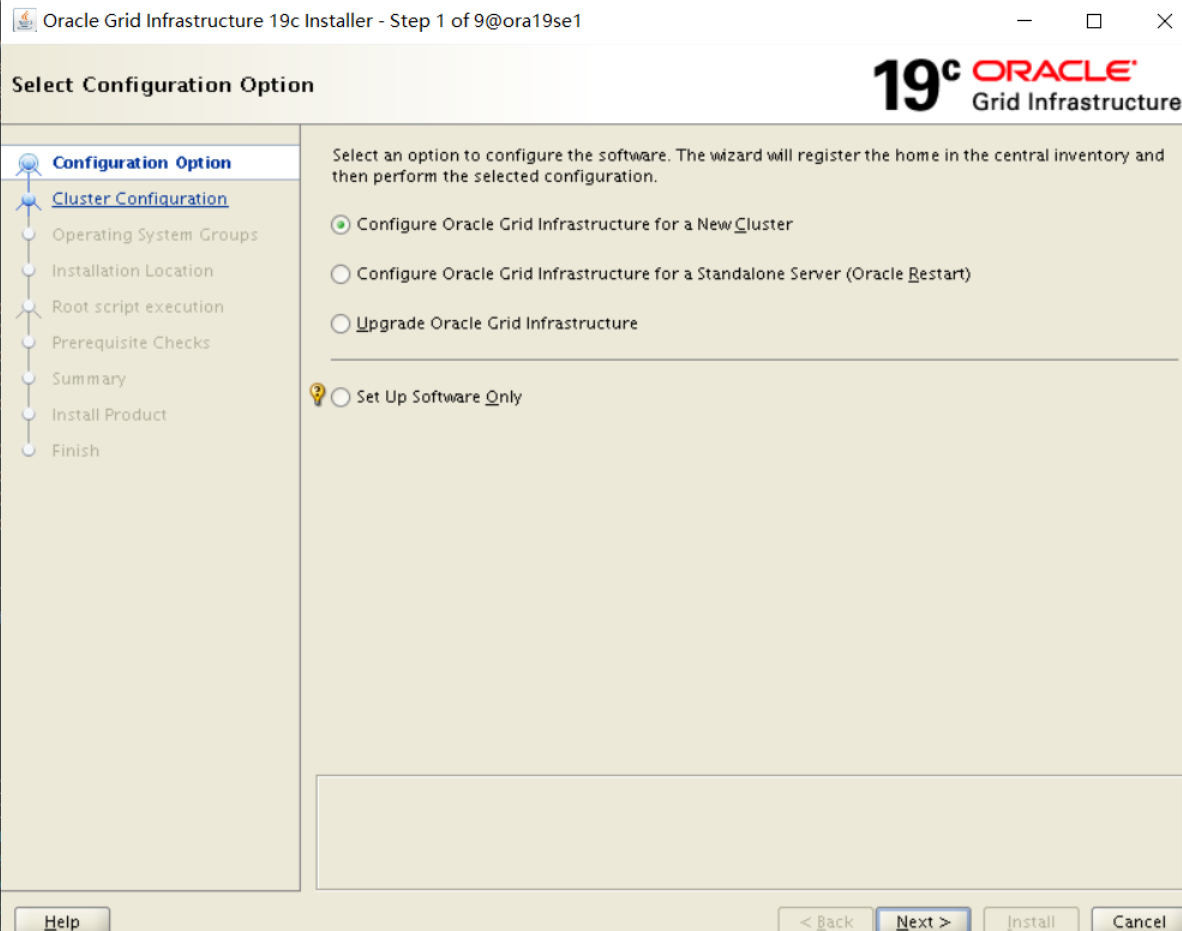 Oracle Grid Infrastructure 19c Installer - Step 1 of 9@ora19se1
Select Configuration Option
19c ORACLE
Grid Infrastructure
Configuration Option
Cluster Configuration
Operating System Groups
Installation Location
Root script execution
Prerequisite Checks
Summary
Install Product
Finish
Select an option to configure the software. The wizard will register the home in the central inventory and
then perform the selected configuration.
Configure Oracle Grid Infrastructure for a New Cluster
Configure Oracle Grid Infrastructure for a Standalone Server (Oracle Restart)
Upgrade Oracle Grid Infrastructure
Set Up Software Only
Help
< Back
Next >
Install
Cancel